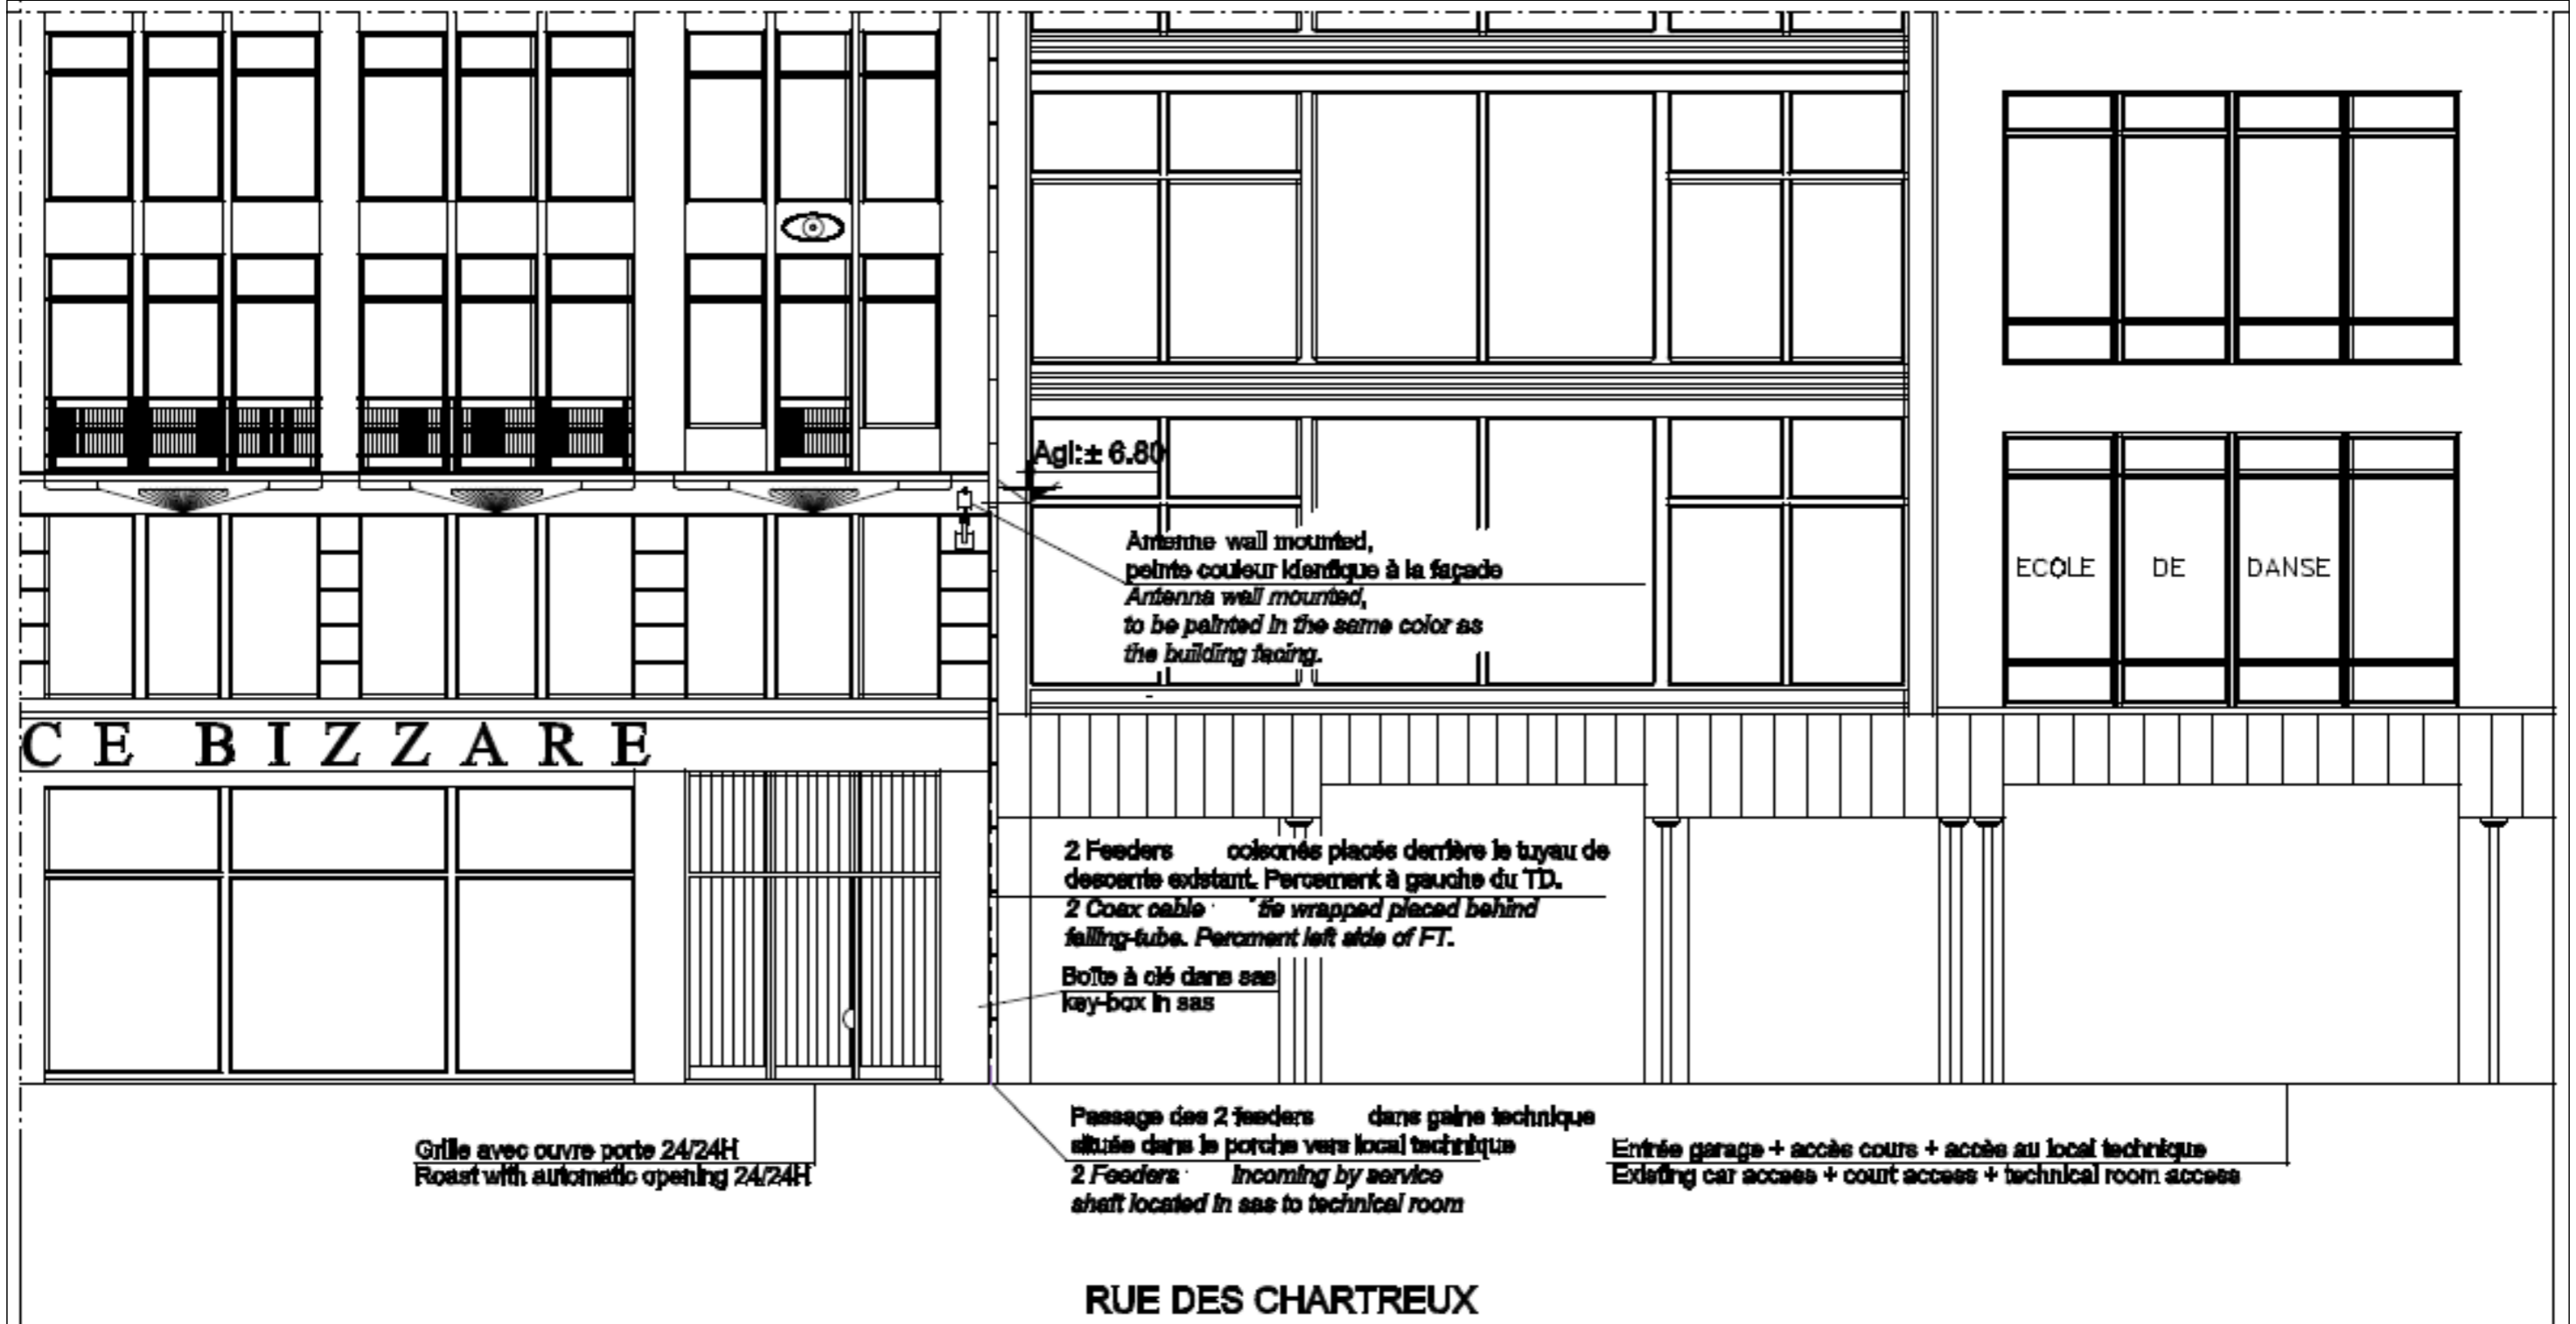 Agl:± 6.80
Antenne wall mounted,
peinte couleur identique à la façade
Antenna wall mounted,
to be painted in the same color as
the building facing.
ECOLE DE DANSE
CE BIZZARE
2 Feeders colsonés placés derrière le tuyau de
descente existant. Percement à gauche du TD.
2 Coax cable tie wrapped placed behind
falling-tube. Percment left side of FT.
Boîte à clé dans sas
key-box in sas
Passage des 2 feeders dans gaine technique
située dans le porche vers local technique
2 Feeders Incoming by service
shaft located in sas to technical room
Grille avec ouvre porte 24/24H
Roast with automatic opening 24/24H
Entrée garage + accès cours + accès au local technique
Existing car access + court access + technical room access
RUE DES CHARTREUX